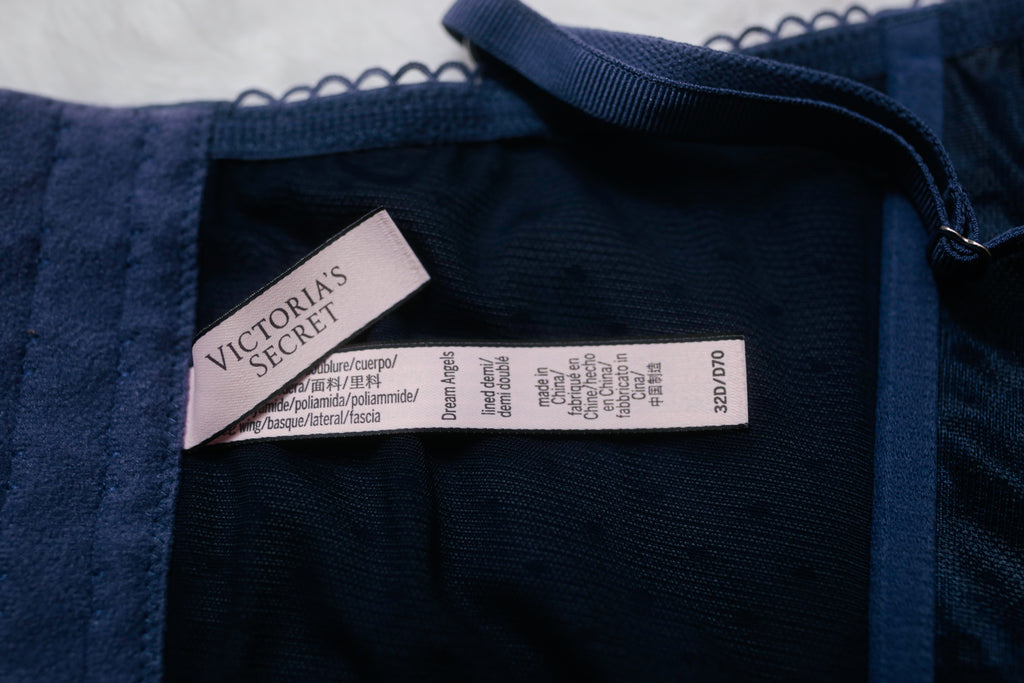 VICTORIA'S
SECRET
/cuerpo/
/面料/里料
/poliamida/poliammide/
wing/basque/lateral/fascia
Dream Angels
lined demi/
demi doublé
made in
China/
fabriqué en
Chine/hecho
en China/
fabbricato in
Cina/
中国制造
32D/D70